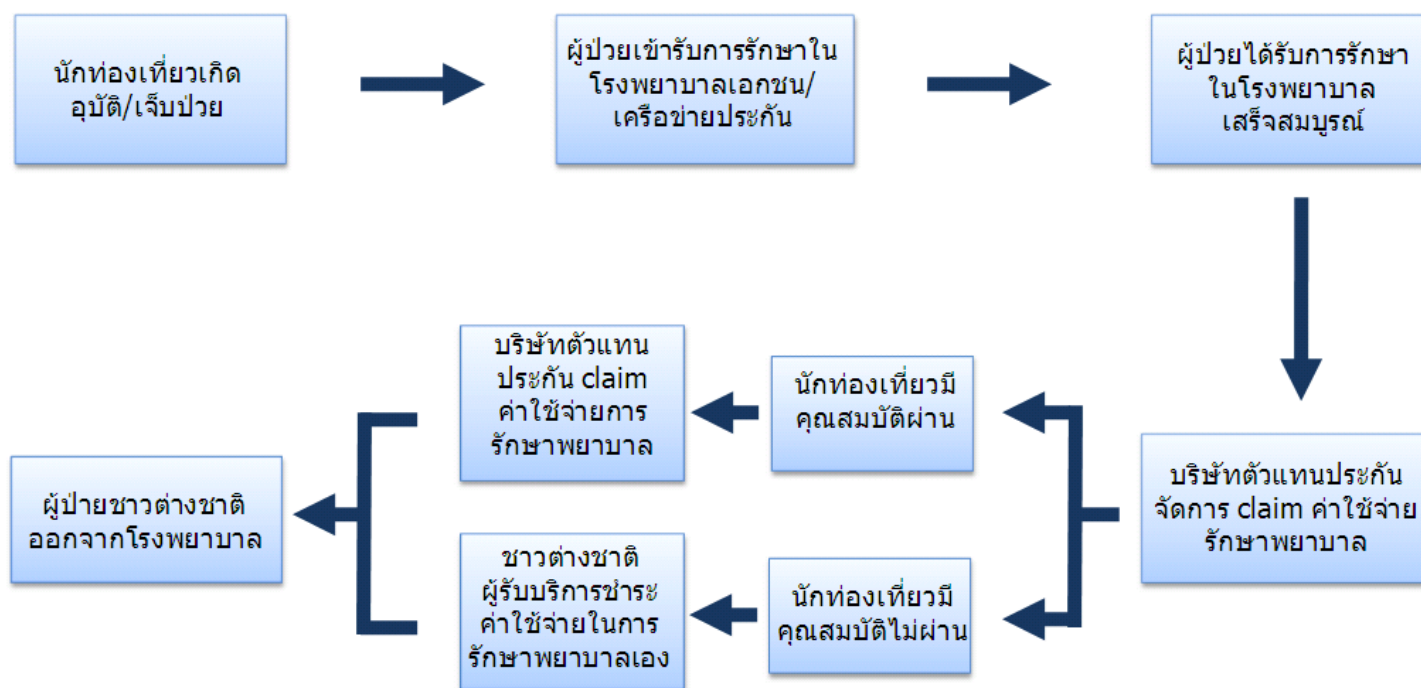 นักท่องเที่ยวเกิด
อุบัติ/เจ็บป่วย
ผู้ป่วยเข้ารับการรักษาใน
โรงพยาบาลเอกชน/
เครือข่ายประกัน
ผู้ป่วยได้รับการรักษา
ในโรงพยาบาล
เสร็จสมบูรณ์
บริษัทตัวแทนประกัน
จัดการ claim ค่าใช้จ่าย
รักษาพยาบาล
นักท่องเที่ยวมี
คุณสมบัติผ่าน
บริษัทตัวแทน
ประกัน claim
ค่าใช้จ่ายการ
รักษาพยาบาล
นักท่องเที่ยวมี
คุณสมบัติไม่ผ่าน
ชาวต่างชาติ
ผู้รับบริการชำระ
ค่าใช้จ่ายในการ
รักษาพยาบาลเอง
ผู้ป่ายชาวต่างชาติ
ออกจากโรงพยาบาล